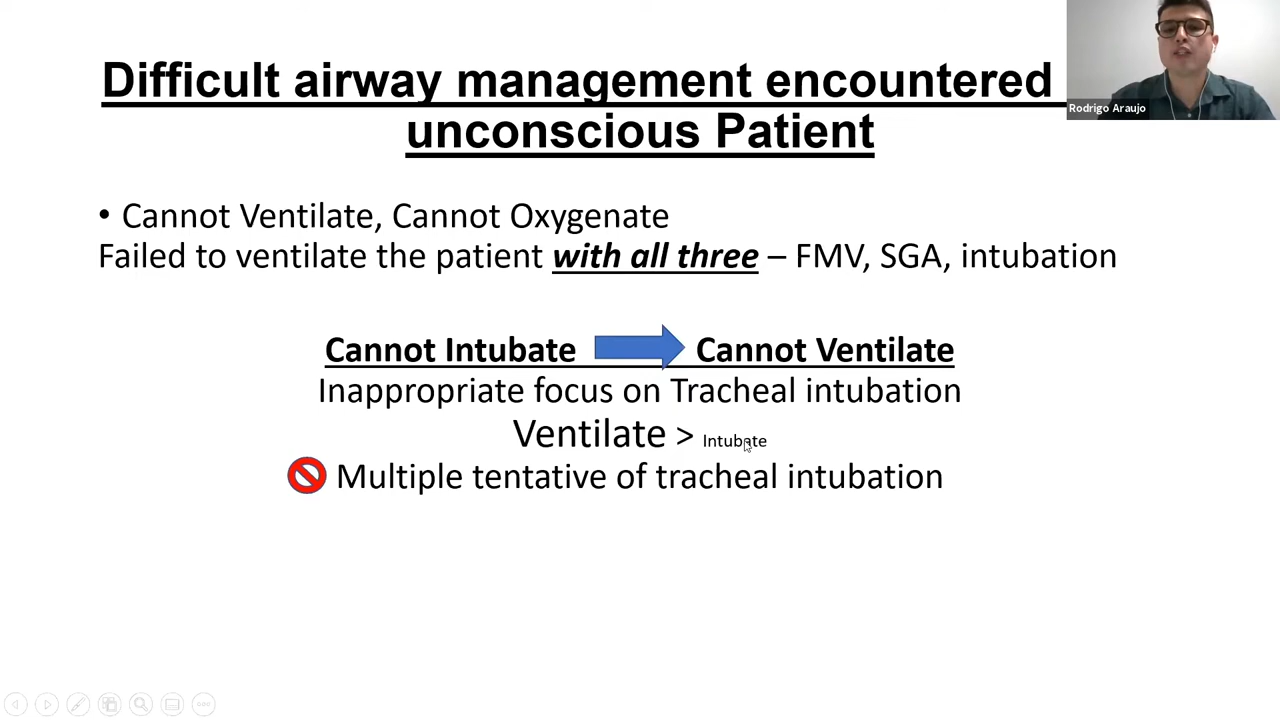 Difficult airway management encountered
unconscious Patient
Rodrigo Araujo
• Cannot Ventilate, Cannot Oxygenate
Failed to ventilate the patient with all three – FMV, SGA, intubation
Cannot Intubate Cannot Ventilate
Inappropriate focus on Tracheal intubation
Ventilate > Intubate
Multiple tentative of tracheal intubation